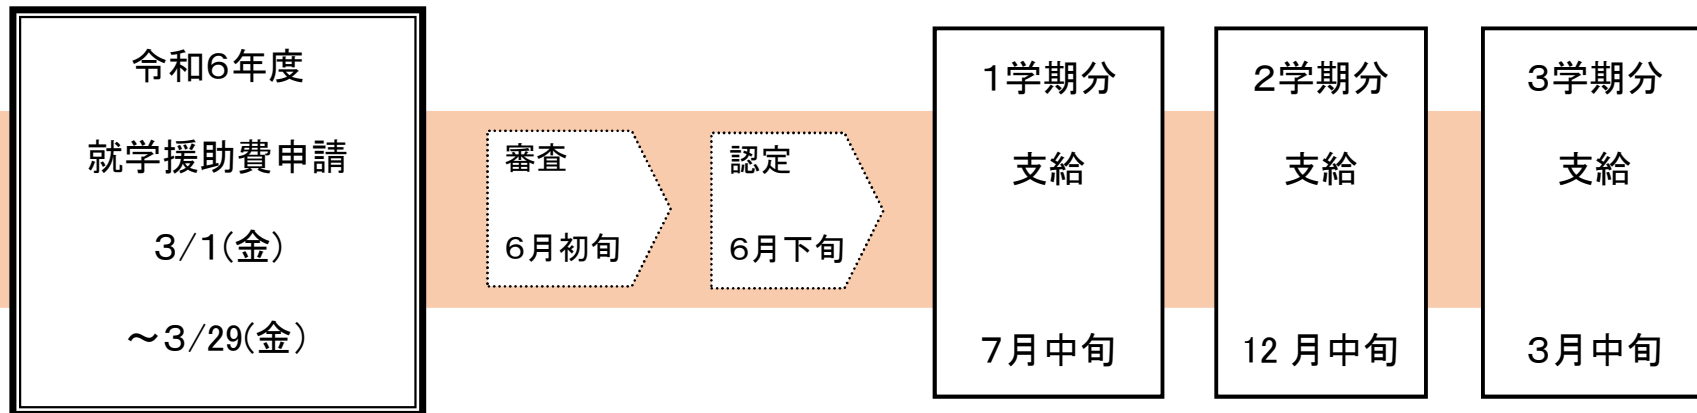 令和6年度
就学援助費申請
3/1(金)
～3/29(金)
審査
6月初旬
認定
6月下旬
1学期分
支給
7月中旬
2学期分
支給
12月中旬
3学期分
支給
3月中旬